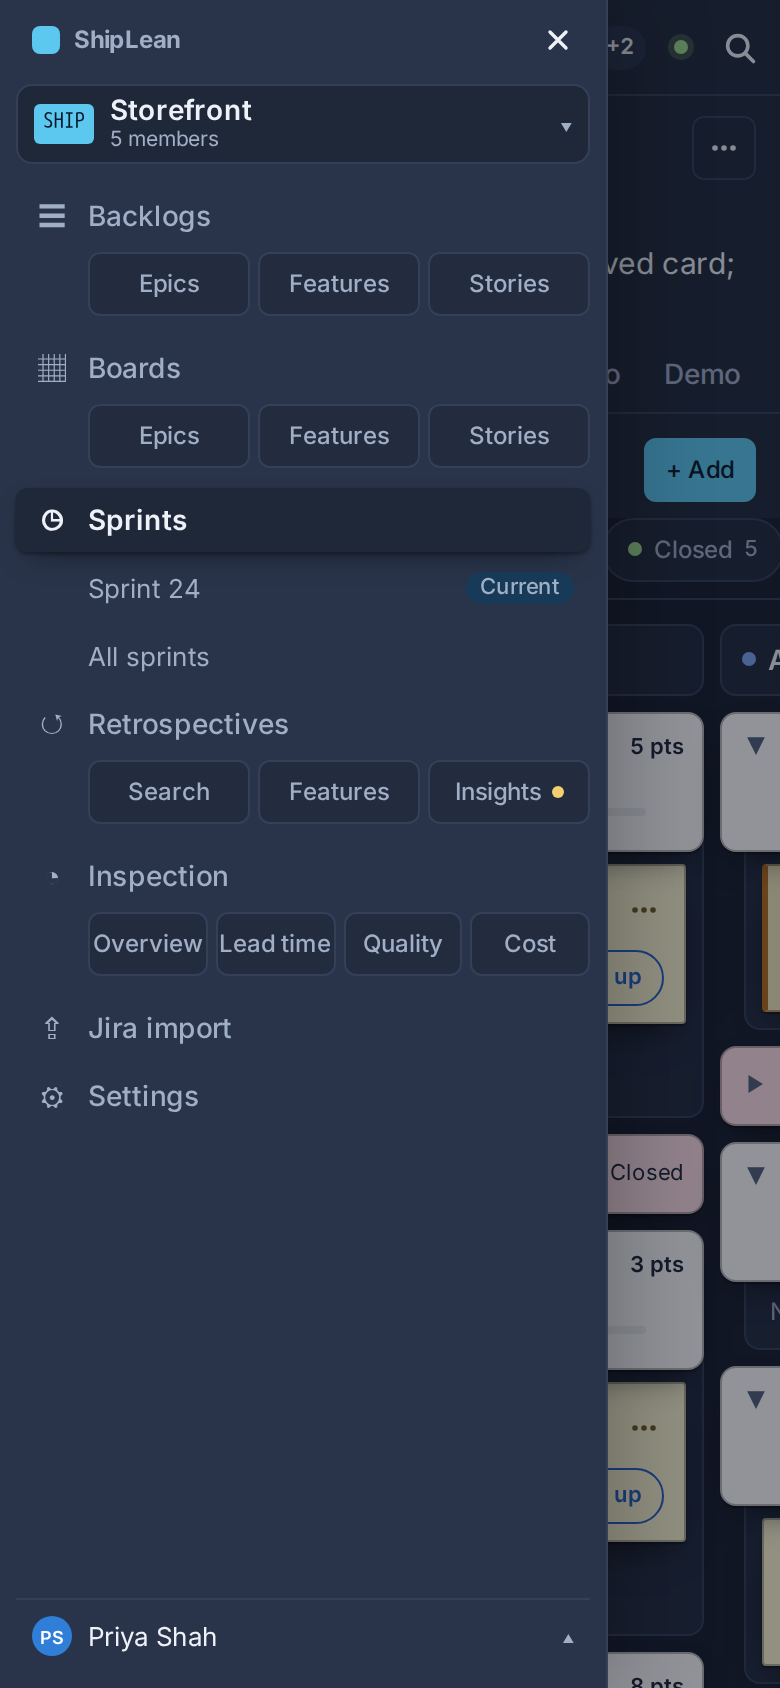 ShipLean
+2
SHIP
Storefront
5 members
ved card;
Backlogs
Epics
Features
Stories
Boards
Demo
Epics
Features
Stories
+ Add
Sprints
Closed 5
Sprint 24
Current
All sprints
Retrospectives
5 pts
Search
Features
Insights
Inspection
Overview
Lead time
Quality
Cost
up
Jira import
Settings
Closed
3 pts
up
PS
Priya Shah
8 pts